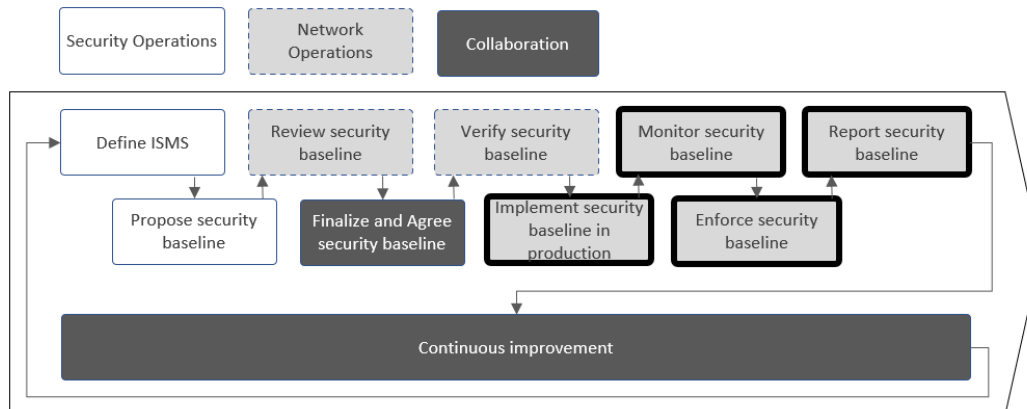 Security Operations
Network
Operations
Collaboration
Define ISMS
Review security
baseline
Verify security
baseline
Monitor security
baseline
Report security
baseline
Propose security
baseline
Finalize and Agree
security baseline
Implement security
baseline in
production
Enforce security
baseline
Continuous improvement